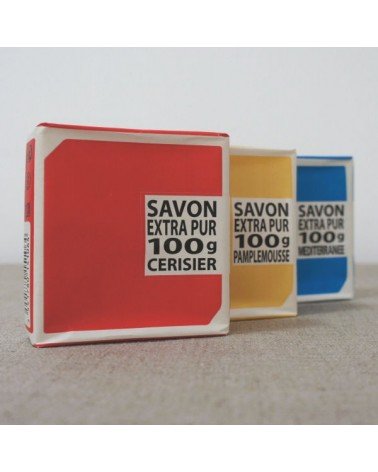 SAVON
EXTRA PUR
100g
CERISIER
SAVON
EXTRA PUR
100g
PAMPLEMOUSSE
SAVON
EXTRA PUR
100g
MEDITERRANEE